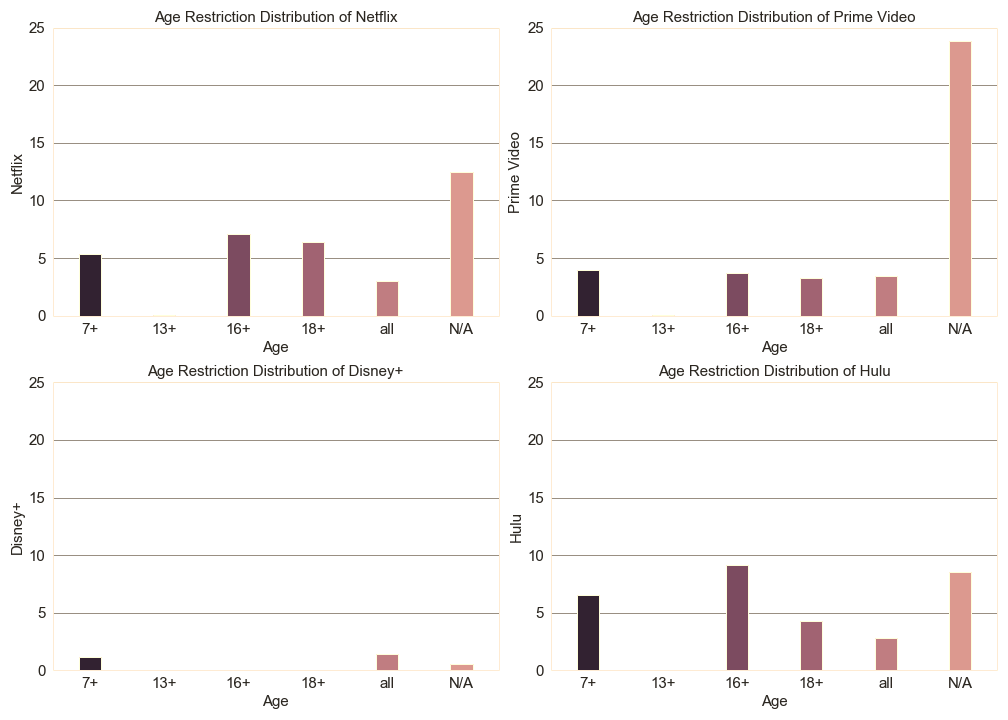 Age Restriction Distribution of Netflix
25
20
15
10
5
0
Netflix
7+ 13+ 16+ 18+ all N/A
Age
Age Restriction Distribution of Prime Video
25
20
15
10
5
0
Prime Video
7+ 13+ 16+ 18+ all N/A
Age
Age Restriction Distribution of Disney+
25
20
15
10
5
0
Disney+
7+ 13+ 16+ 18+ all N/A
Age
Age Restriction Distribution of Hulu
25
20
15
10
5
0
Hulu
7+ 13+ 16+ 18+ all N/A
Age